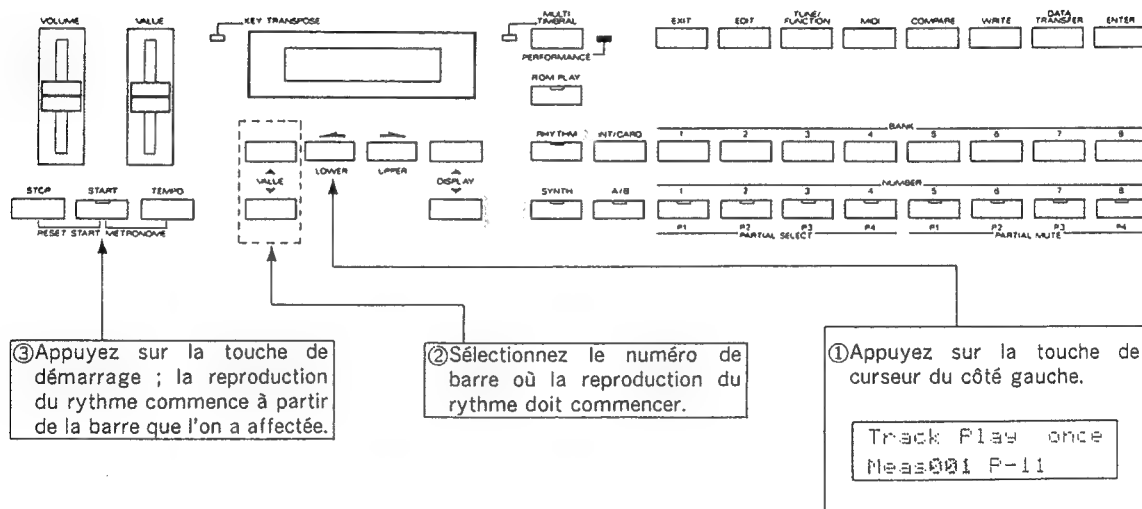 VOLUME VALUE KEY TRANSPOSE MULTI TIMBRAL EXIT EDIT TUNE/FUNCTION MIDI COMPARE WRITE DATA TRANSFER ENTER
PERFORMANCE
ROM PLAY
RHYTHM INT/CARD 1 2 3 4 BANK 5 6 7 8
VALUE LOWER UPPER DISPLAY
STOP START TEMPO SYNTH A/B 1 2 3 4 NUMBER 5 6 7 8
RESET START METRONOME
P1 P2 P3 P4 P1 P2 P3 P4
PARTIAL SELECT PARTIAL MUTE
③Appuyez sur la touche de
démarrage ; la reproduction
du rythme commence à partir
de la barre que l'on a affectée.
②Sélectionnez le numéro de
barre où la reproduction du
rythme doit commencer.
①Appuyez sur la touche de
curseur du côté gauche.
Track Play once
Meas001 P-11